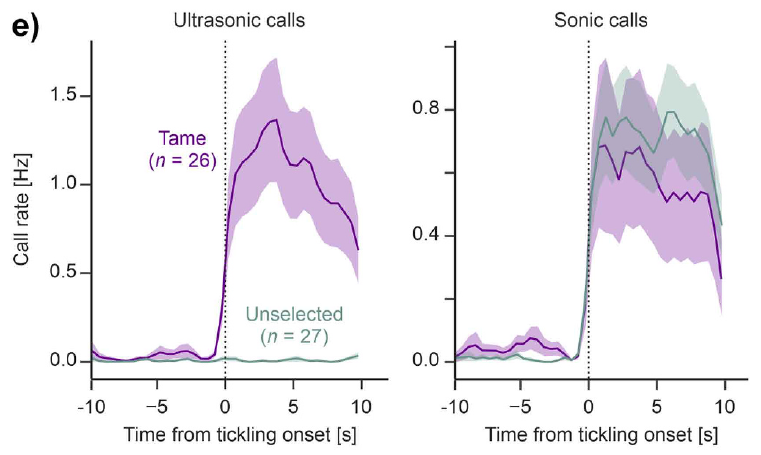 e)
Ultrasonic calls
Sonic calls
Call rate [Hz]
1.5
1.0
0.5
0.0
Tame
(n = 26)
Unselected
(n = 27)
-10 −5 0 5 10
Time from tickling onset [s]
0.8
0.4
0.0
-10 −5 0 5 10
Time from tickling onset [s]